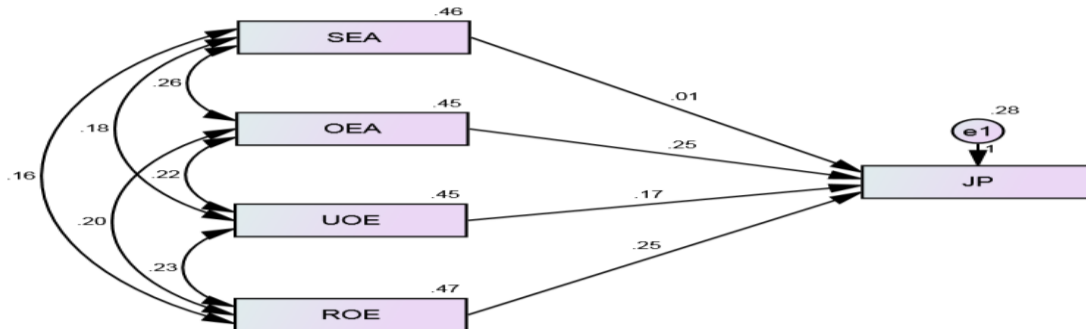 .46
SEA
.26
.01
.45
.28
OEA
e1
.18
.25
1
.22
JP
.16
.45
.17
.20
UOE
.25
.23
.47
ROE